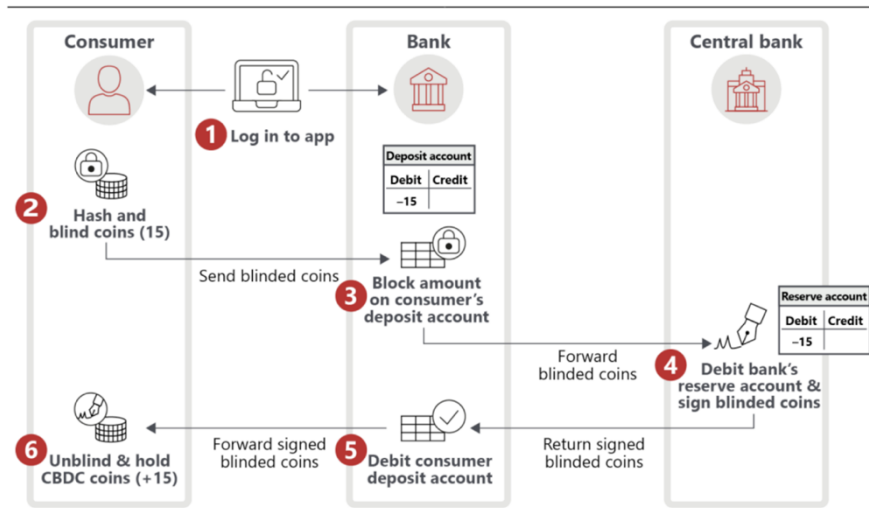 Consumer
Bank
Central bank
1
Log in to app
Deposit account
Debit Credit
–15
2
Hash and
blind coins (15)
Send blinded coins
3
Block amount
on consumer's
deposit account
Reserve account
Debit Credit
–15
Forward
blinded coins
4
Debit bank's
reserve account &
sign blinded coins
Return signed
blinded coins
5
Debit consumer
deposit account
Forward signed
blinded coins
6
Unblind & hold
CBDC coins (+15)